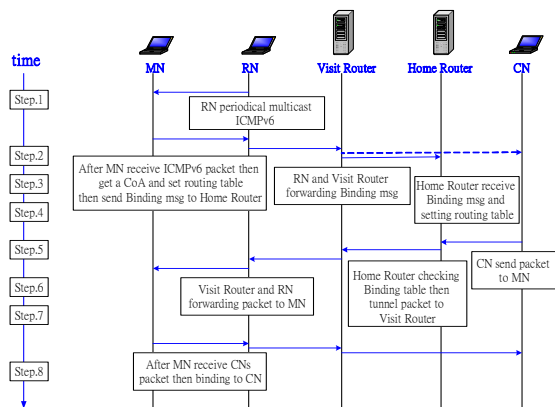 time
MN
RN
Visit Router
Home Router
CN
Step.1
RN periodical multicast
ICMPv6
Step.2
After MN receive ICMPv6 packet then
get a CoA and set routing table
then send Binding msg to Home Router
Step.3
RN and Visit Router
forwarding Binding msg
Home Router receive
Binding msg and
setting routing table
Step.4
Step.5
CN send packet
to MN
Step.6
Visit Router and RN
forwarding packet to MN
Home Router checking
Binding table then
tunnel packet to
Visit Router
Step.7
After MN receive CNs
packet then binding to CN
Step.8